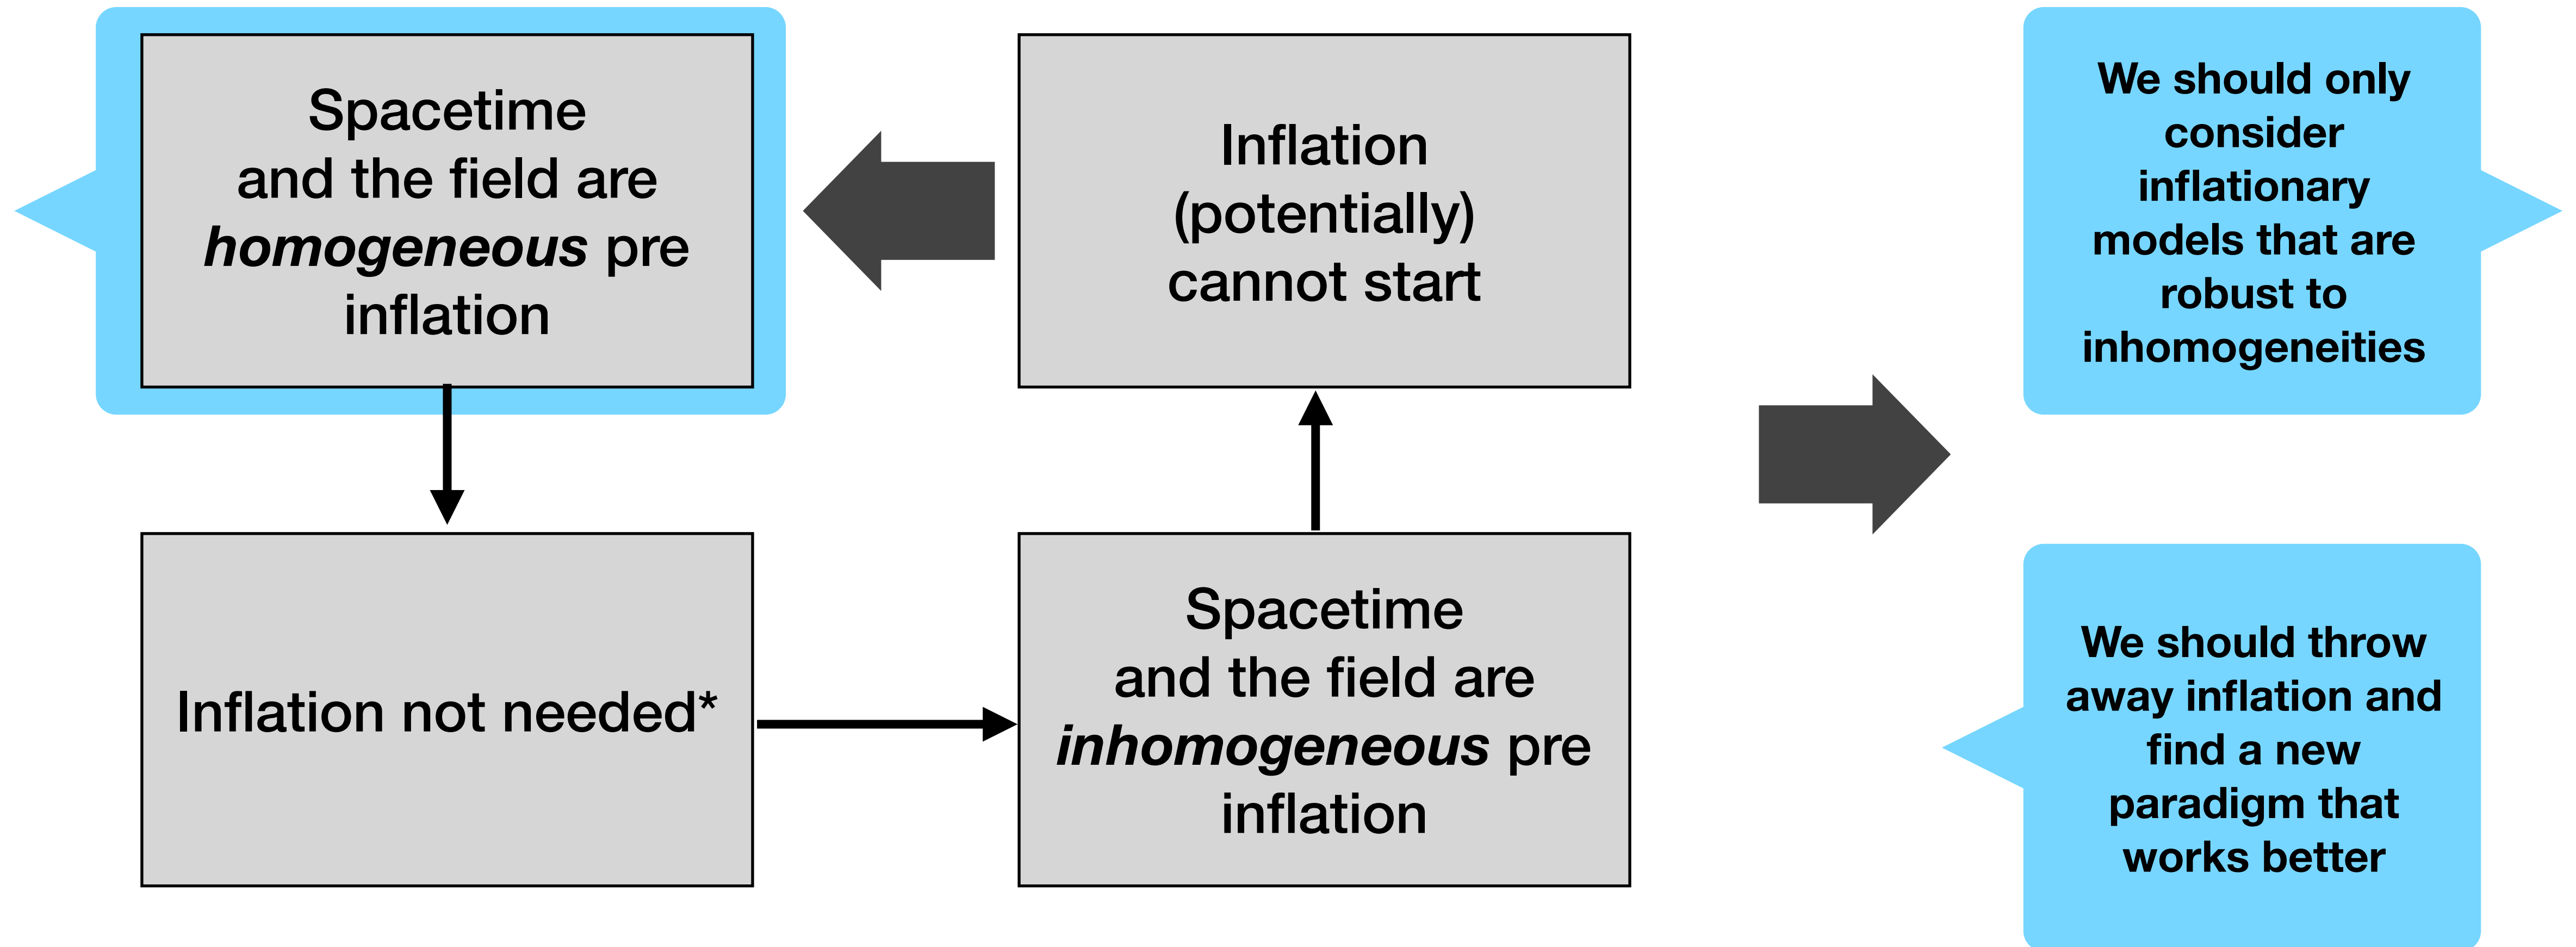 Spacetime
and the field are
homogeneous pre
inflation
Inflation
(potentially)
cannot start
We should only
consider
inflationary
models that are
robust to
inhomogeneities
Inflation not needed*
Spacetime
and the field are
inhomogeneous pre
inflation
We should throw
away inflation and
find a new
paradigm that
works better